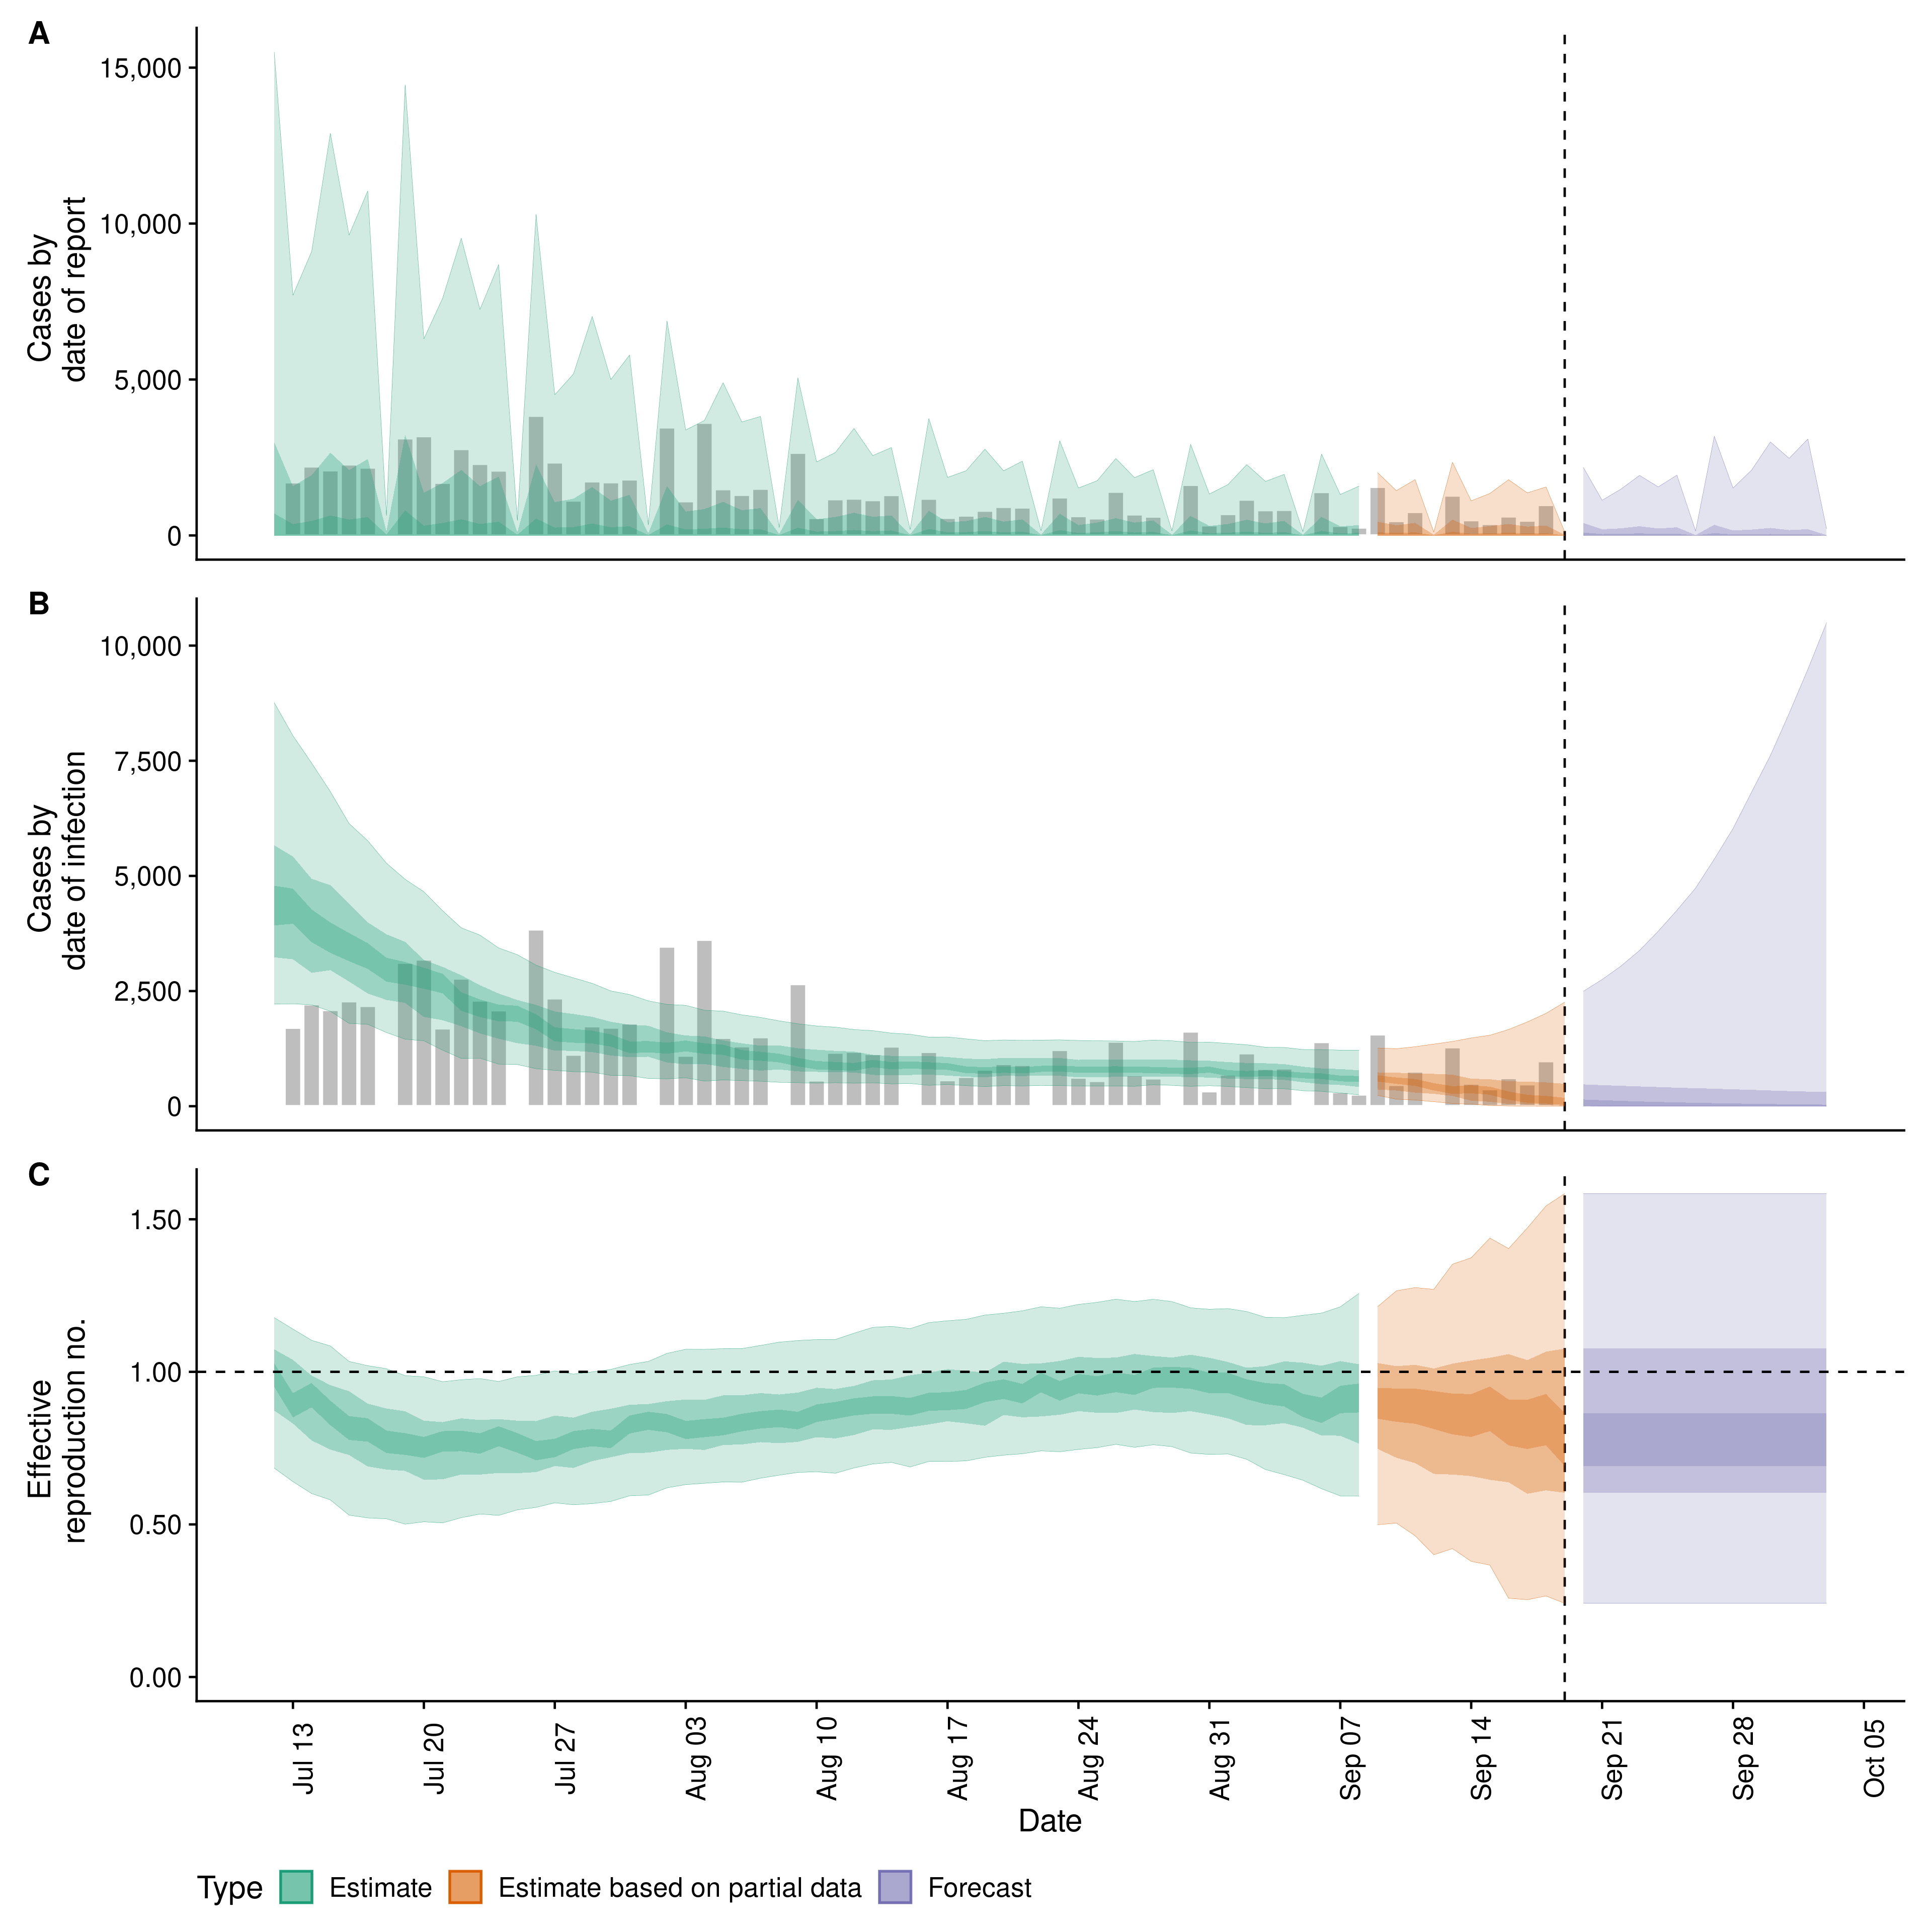 A
Cases by
date of report
15,000
10,000
5,000
0
B
Cases by
date of infection
10,000
7,500
5,000
2,500
0
C
Effective
reproduction no.
1.50
1.00
0.50
0.00
Jul 13
Jul 20
Jul 27
Aug 03
Aug 10
Aug 17
Aug 24
Aug 31
Sep 07
Sep 14
Sep 21
Sep 28
Oct 05
Date
Type Estimate Estimate based on partial data Forecast